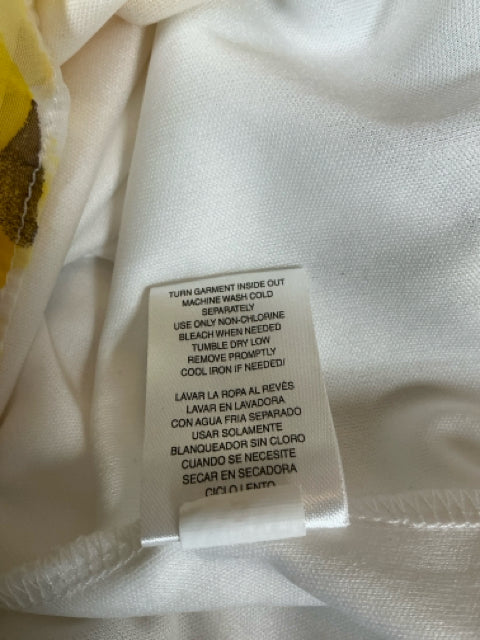 TURN GARMENT INSIDE OUT
MACHINE WASH COLD
SEPARATELY
USE ONLY NON-CHLORINE
BLEACH WHEN NEEDED
TUMBLE DRY LOW
REMOVE PROMPTLY
COOL IRON IF NEEDED/
LAVAR LA ROPA AL REVÉS
LAVAR EN LAVADORA
CON AGUA FRIA SEPARADO
USAR SOLAMENTE
BLANQUEADOR SIN CLORO
CUANDO SE NECESITE
SECAR EN SECADORA
CICLO LENTO